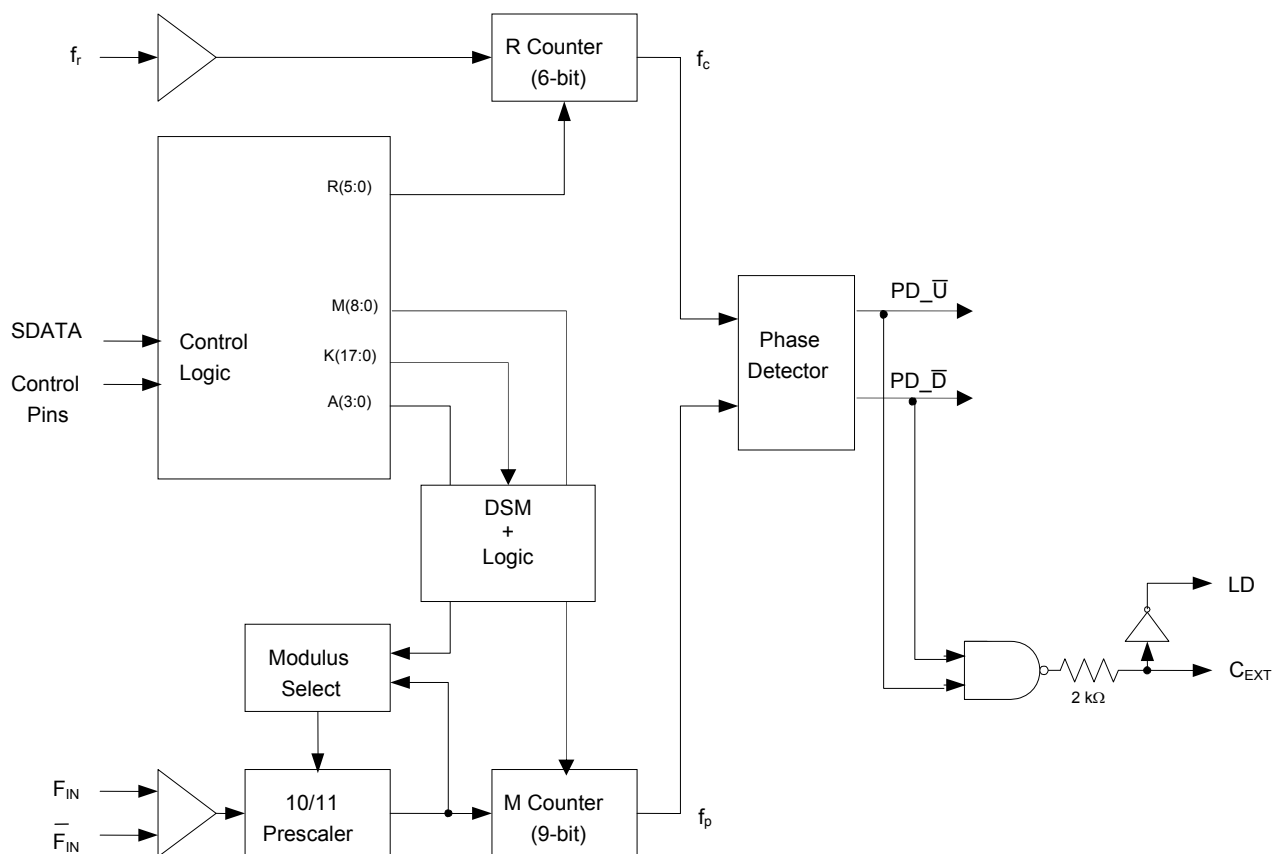 f_r
R Counter
(6-bit)
f_c
R(5:0)
M(8:0)
K(17:0)
A(3:0)
SDATA
Control
Pins
Control
Logic
Phase
Detector
PD_U̅
PD_D̅
DSM
+
Logic
Modulus
Select
LD
C_EXT
2 kΩ
F_IN
F̅_IN
10/11
Prescaler
M Counter
(9-bit)
f_p